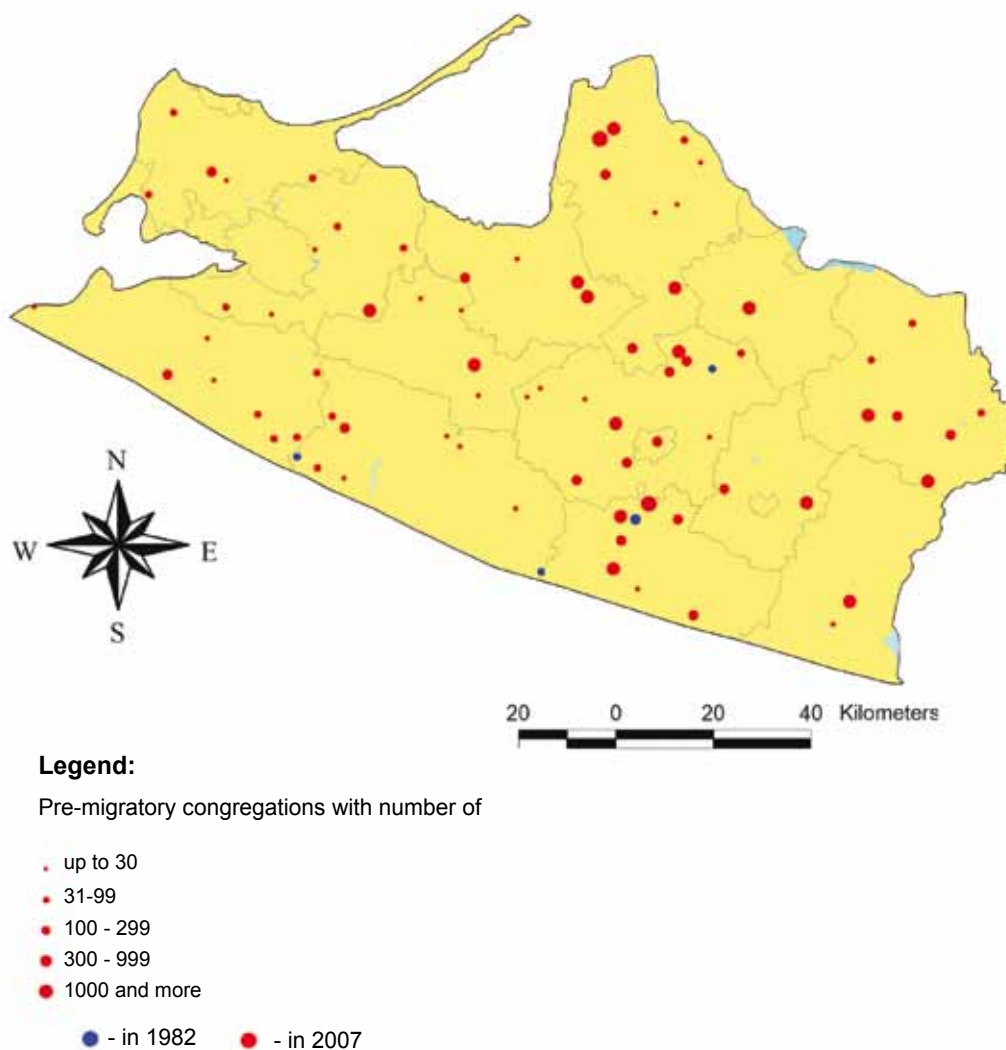 N
W E
S
20 0 20 40 Kilometers
Legend:
Pre-migratory congregations with number of
up to 30
31-99
100 - 299
300 - 999
1000 and more
- in 1982 - in 2007